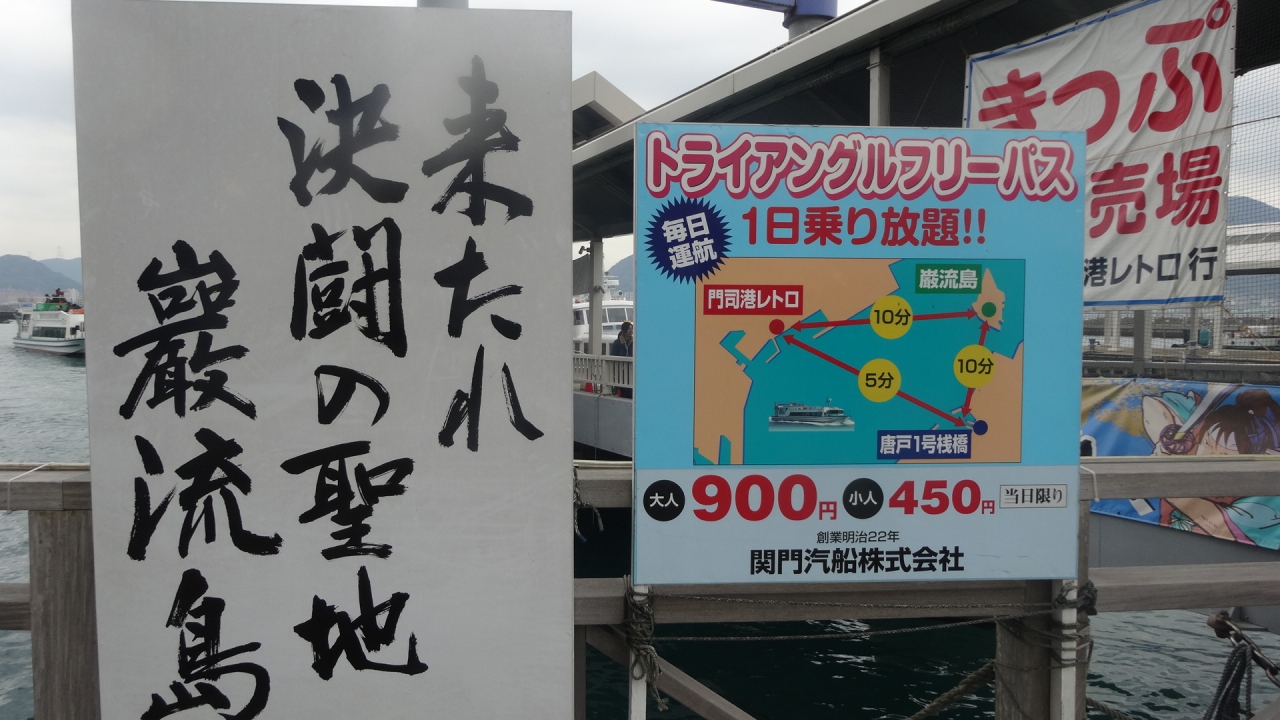 来たれ
決闘の聖地
巌流島
トライアングルフリーパス
毎日
運航
1日乗り放題!!
門司港レトロ
巌流島
10分
5分
10分
唐戸1号桟橋
大人900円 小人450円 当日限り
創業明治22年
関門汽船株式会社
きっぷ
売場
港レトロ行